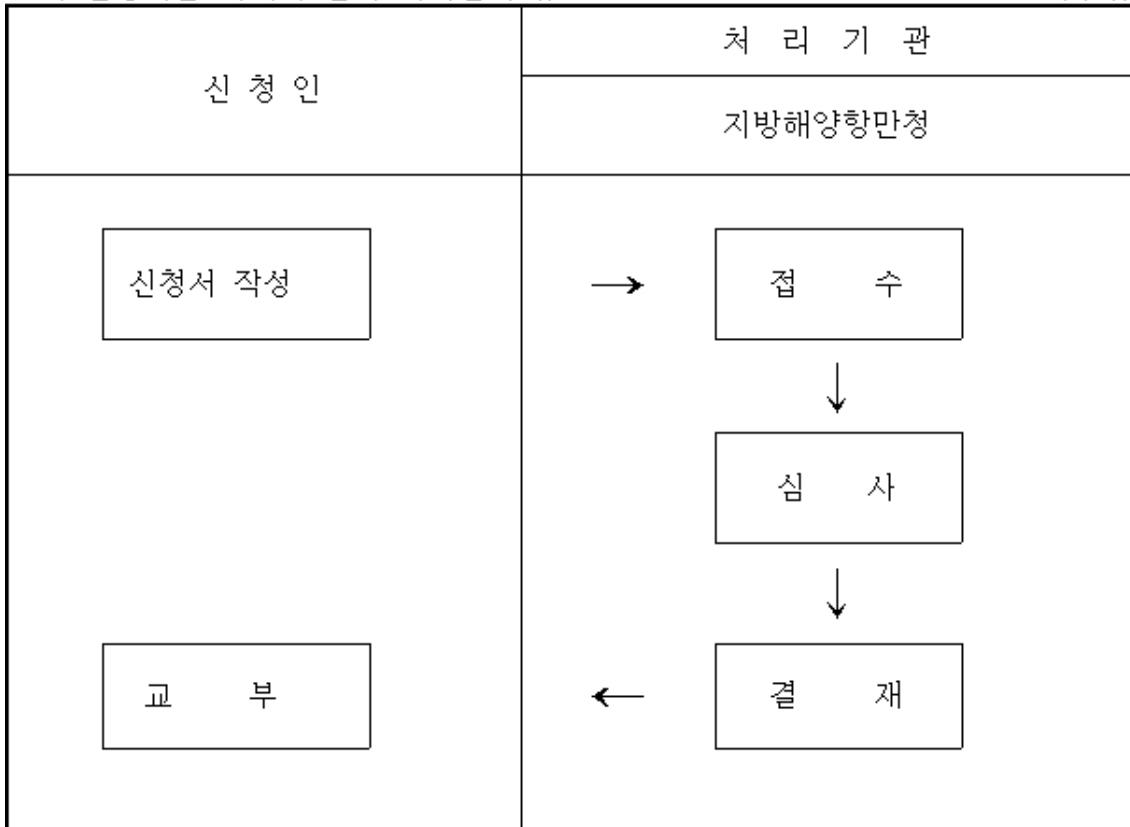 처 리 기 관
신 청 인
지방해양항만청
신청서 작성 → 접 수
↓
심 사
↓
교 부 ← 결 재